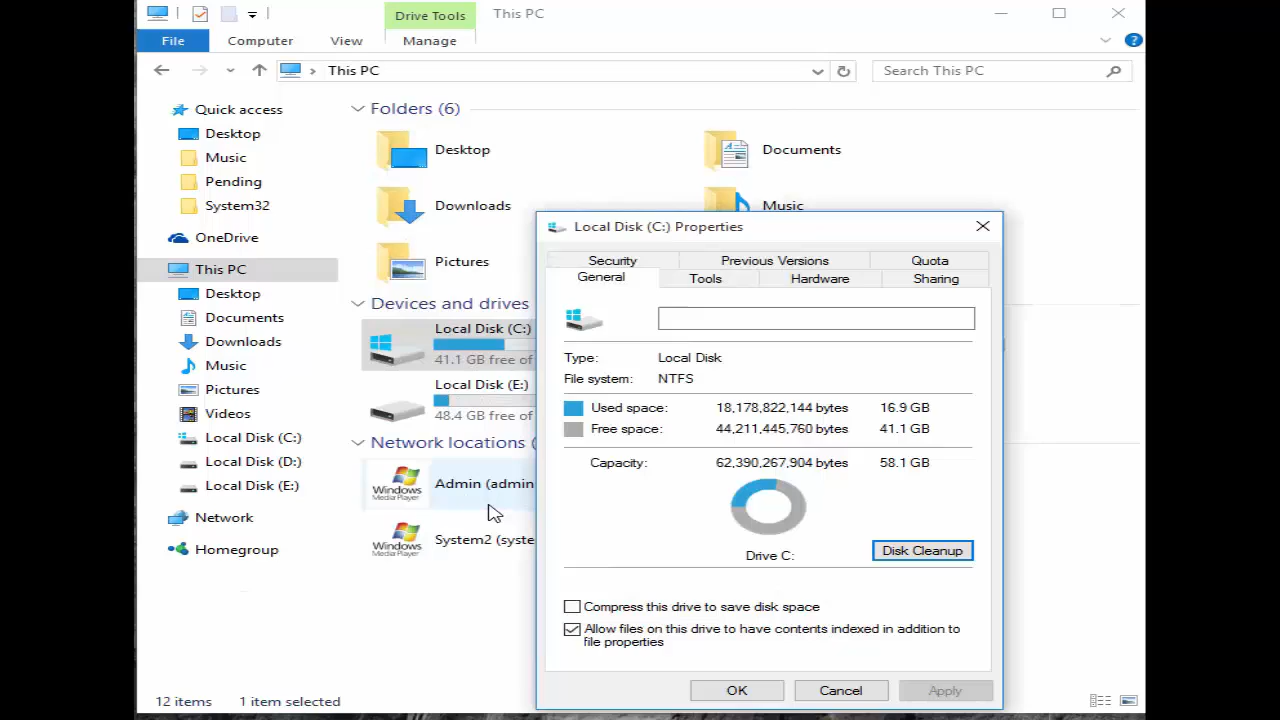 Drive Tools
This PC
File
Computer
View
Manage
This PC
Search This PC
Quick access
Desktop
Music
Pending
System32
OneDrive
This PC
Desktop
Documents
Downloads
Music
Pictures
Videos
Local Disk (C:)
Local Disk (D:)
Local Disk (E:)
Network
Homegroup
Folders (6)
Desktop
Documents
Downloads
Music
Pictures
Devices and drives
Local Disk (C:)
41.1 GB free of
Local Disk (E:)
48.4 GB free of
Network locations (
Windows
Media Player
Admin (admin
Windows
Media Player
System2 (syste
Local Disk (C:) Properties
Security
Previous Versions
Quota
General
Tools
Hardware
Sharing
Type: Local Disk
File system: NTFS
Used space: 18,178,822,144 bytes 16.9 GB
Free space: 44,211,445,760 bytes 41.1 GB
Capacity: 62,390,267,904 bytes 58.1 GB
Drive C:
Disk Cleanup
Compress this drive to save disk space
Allow files on this drive to have contents indexed in addition to
file properties
OK
Cancel
Apply
12 items
1 item selected